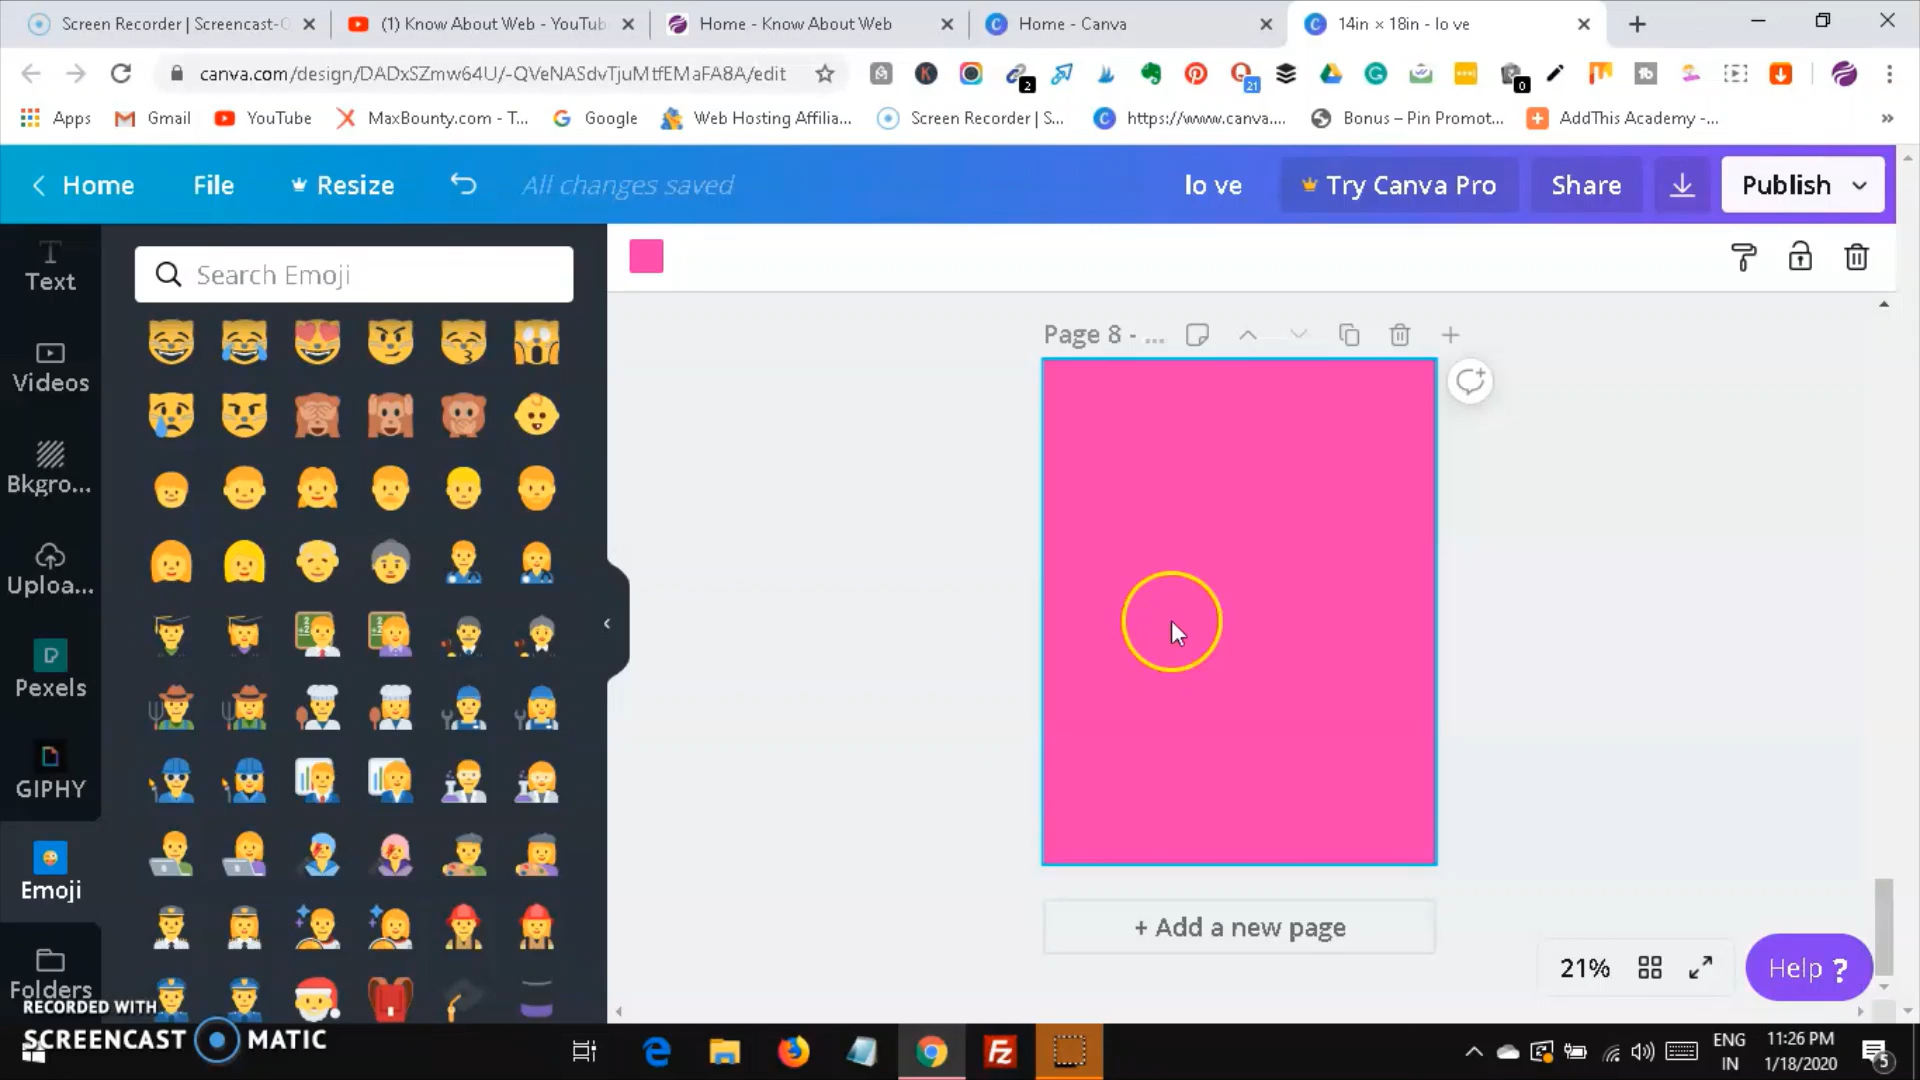 Screen Recorder | Screencast-O
(1) Know About Web - YouTub
Home - Know About Web
Home - Canva
14in × 18in - lo ve
canva.com/design/DADxSZmw64U/-QVeNASdvTjuMtfEMaFA8A/edit
2
21
0
Apps
Gmail
YouTube
MaxBounty.com - T...
Google
Web Hosting Affilia...
Screen Recorder | S...
https://www.canva....
Bonus – Pin Promot...
AddThis Academy -...
»
Home
File
Resize
All changes saved
lo ve
Try Canva Pro
Share
Publish
Text
Videos
Bkgro...
Uploa...
Pexels
GIPHY
Emoji
Folders
Search Emoji
Page 8 - ...
+ Add a new page
21%
Help ?
RECORDED WITH
SCREENCAST MATIC
ENG
IN
11:26 PM
1/18/2020
5